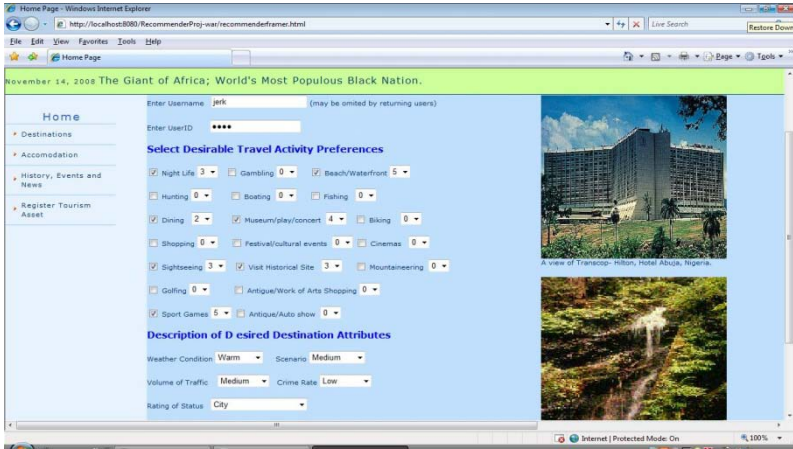 Home Page - Windows Internet Explorer
http://localhost:8080/RecommenderProj-war/recommenderframer.html
Live Search
Restore Down
File Edit View Favorites Tools Help
Home Page
Page Tools
November 14, 2008 The Giant of Africa; World's Most Populous Black Nation.
Home
Destinations
Accomodation
History, Events and
News
Register Tourism
Asset
Enter Username jerk (may be omited by returning users)
Enter UserID ••••
Select Desirable Travel Activity Preferences
Night Life 3 Gambling 0 Beach/Waterfront 5
Hunting 0 Boating 0 Fishing 0
Dining 2 Museum/play/concert 4 Biking 0
Shopping 0 Festival/cultural events 0 Cinemas 0
Sightseeing 3 Visit Historical Site 3 Mountaineering 0
Golfing 0 Antique/Work of Arts Shopping 0
Sport Games 5 Antique/Auto show 0
Description of D esired Destination Attributes
Weather Condition Warm Scenario Medium
Volume of Traffic Medium Crime Rate Low
Rating of Status City
A view of Transcop- Hilton, Hotel Abuja, Nigeria.
Internet | Protected Mode: On
100%